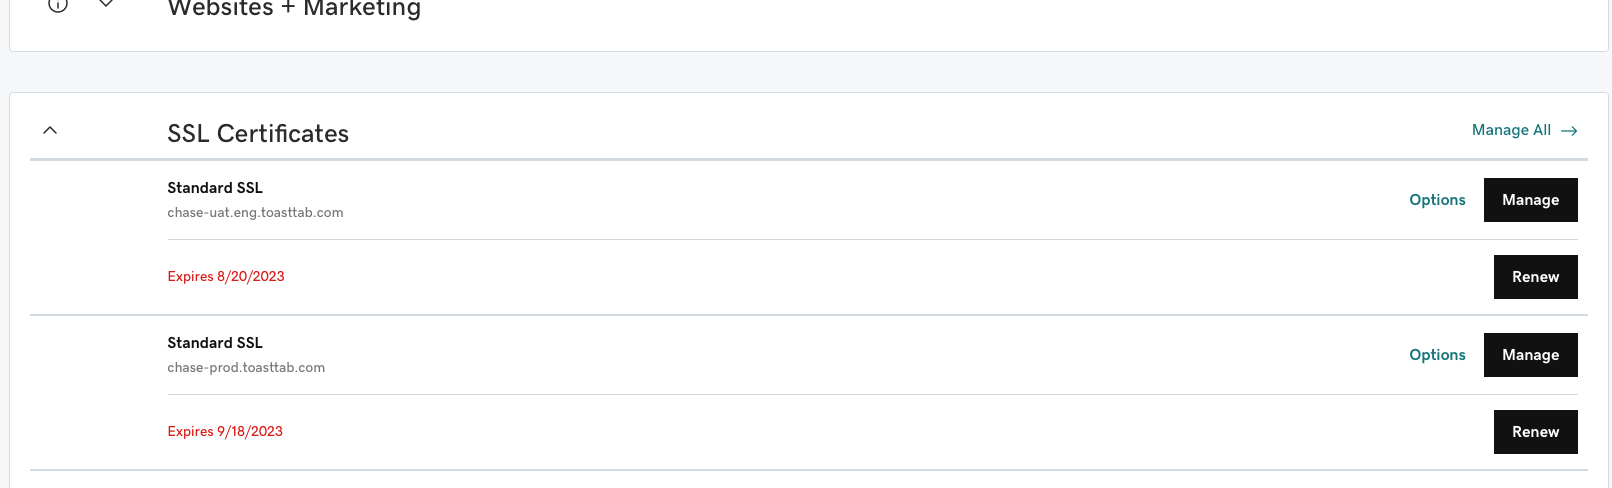 Websites + Marketing
SSL Certificates
Manage All →
Standard SSL
chase-uat.eng.toasttab.com
Options
Manage
Expires 8/20/2023
Renew
Standard SSL
chase-prod.toasttab.com
Options
Manage
Expires 9/18/2023
Renew